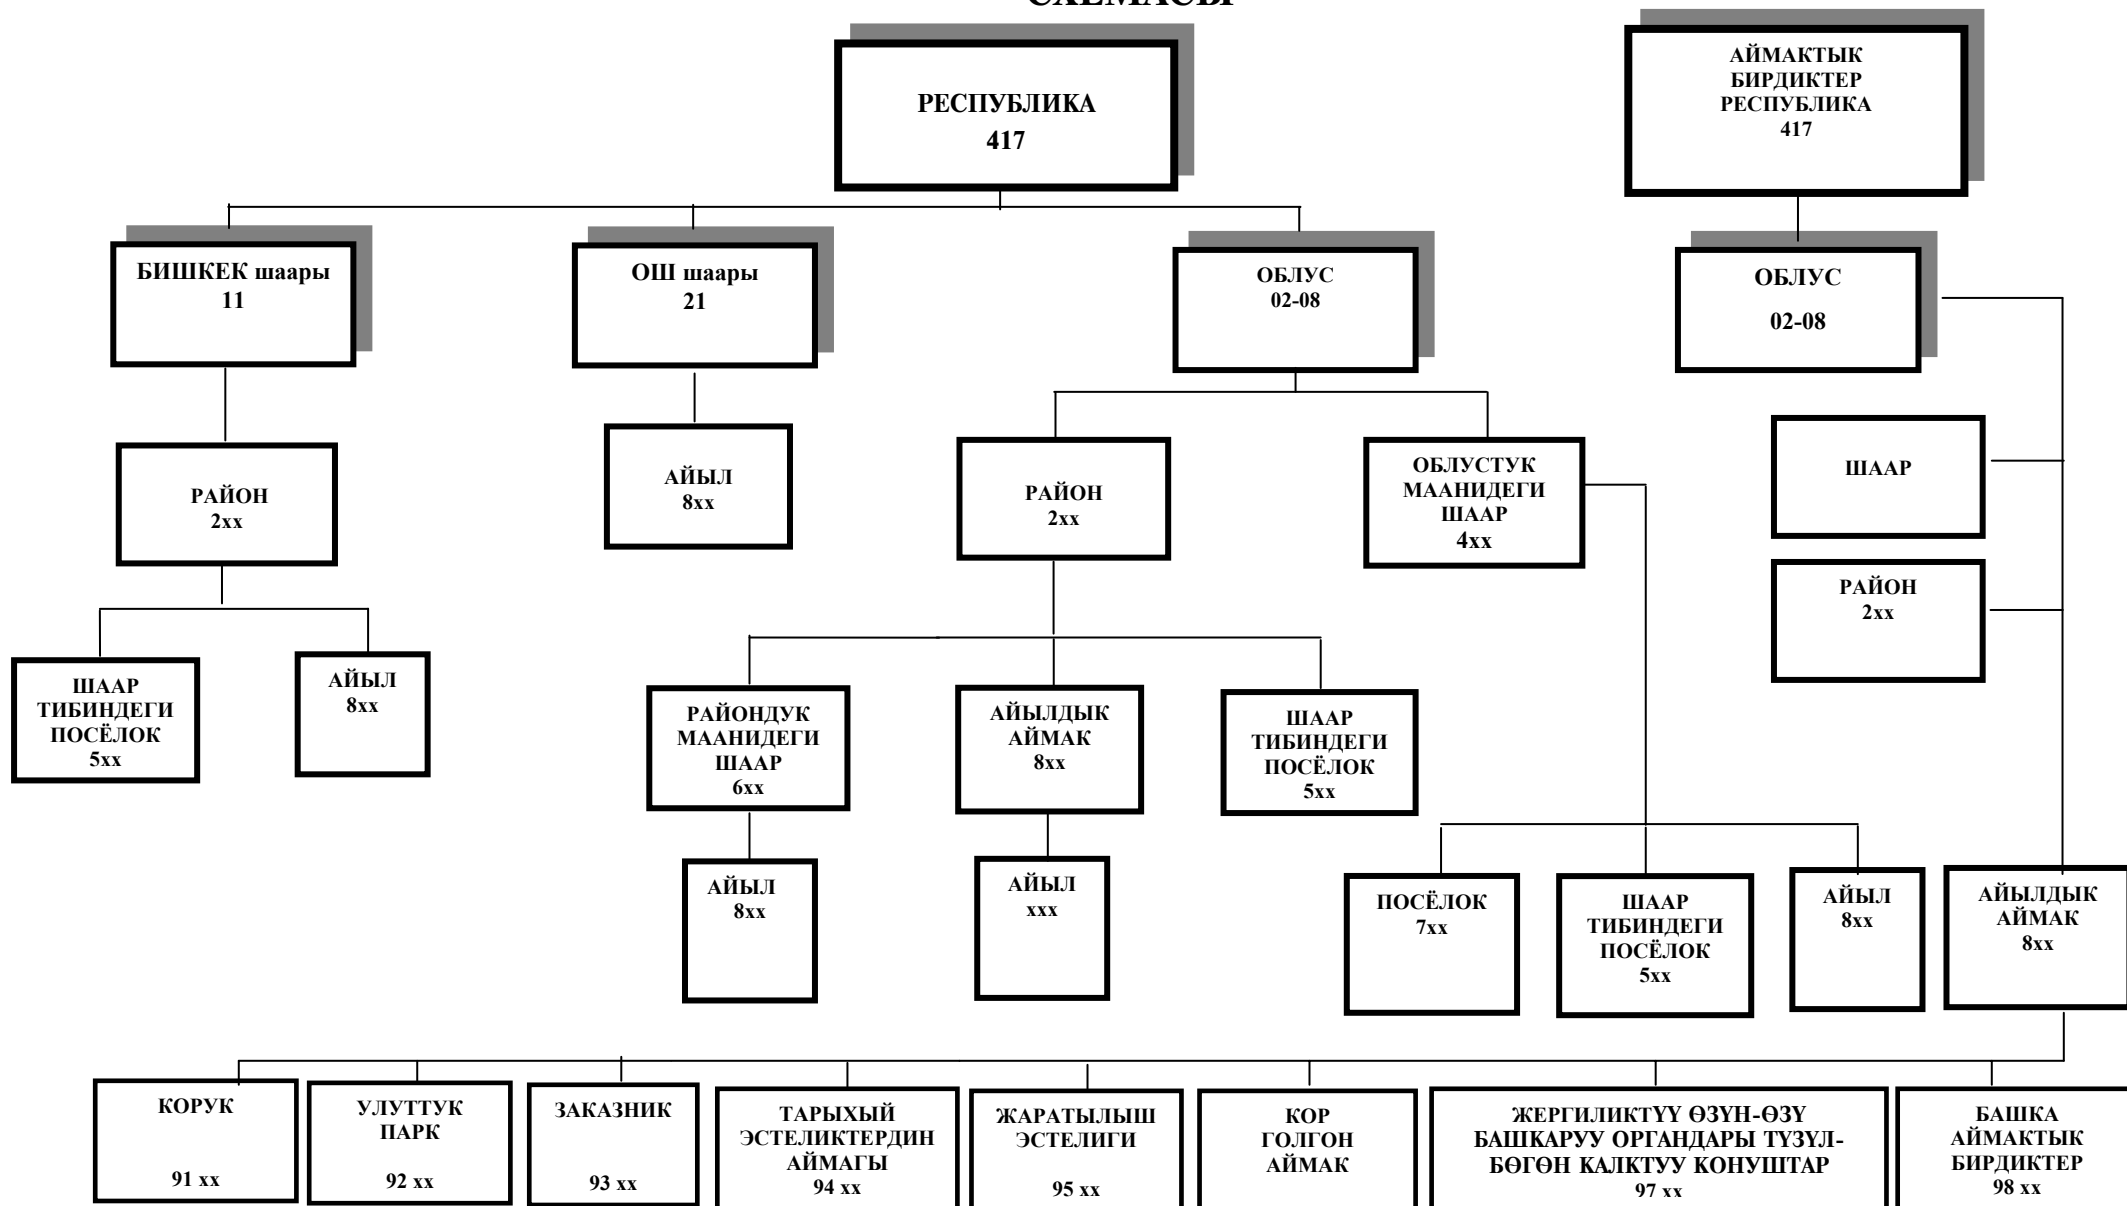 СХЕМАСЫ
РЕСПУБЛИКА
417
АЙМАКТЫК
БИРДИКТЕР
РЕСПУБЛИКА
417
БИШКЕК шаары
11
ОШ шаары
21
ОБЛУС
02-08
ОБЛУС
02-08
РАЙОН
2хх
АЙЫЛ
8хх
РАЙОН
2хх
ОБЛУСТУК
МААНИДЕГИ
ШААР
4хх
ШААР
РАЙОН
2хх
ШААР
ТИБИНДЕГИ
ПОСЁЛОК
5хх
АЙЫЛ
8хх
РАЙОНДУК
МААНИДЕГИ
ШААР
6хх
АЙЫЛДЫК
АЙМАК
8хх
ШААР
ТИБИНДЕГИ
ПОСЁЛОК
5хх
АЙЫЛ
8хх
АЙЫЛ
ххх
ПОСЁЛОК
7хх
ШААР
ТИБИНДЕГИ
ПОСЁЛОК
5хх
АЙЫЛ
8хх
АЙЫЛДЫК
АЙМАК
8хх
КОРУК
91 хх
УЛУТТУК
ПАРК
92 хх
ЗАКАЗНИК
93 хх
ТАРЫХЫЙ
ЭСТЕЛИКТЕРДИН
АЙМАГЫ
94 хх
ЖАРАТЫЛЫШ
ЭСТЕЛИГИ
95 хх
КОР
ГОЛГОН
АЙМАК
ЖЕРГИЛИКТҮҮ ӨЗҮН-ӨЗҮ
БАШКАРУУ ОРГАНДАРЫ ТҮЗҮЛ-
БӨГӨН КАЛКТУУ КОНУШТАР
97 хх
БАШКА
АЙМАКТЫК
БИРДИКТЕР
98 хх